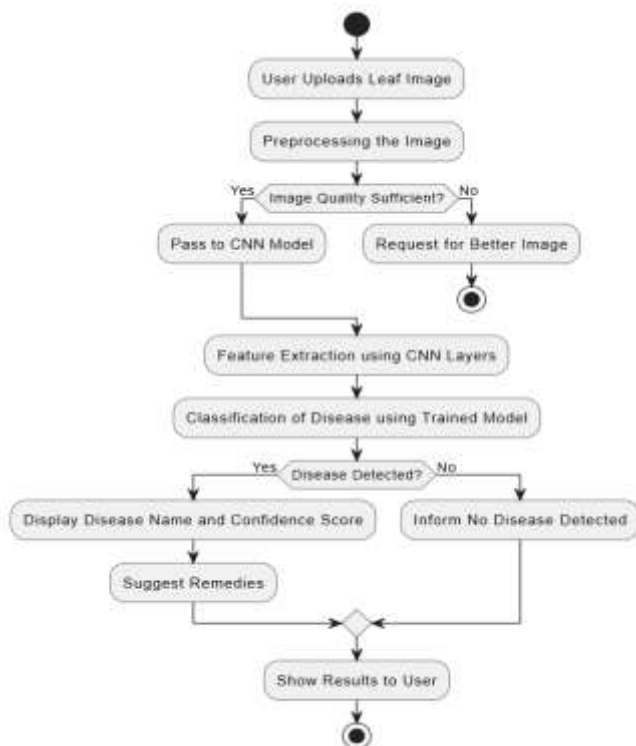 User Uploads Leaf Image
Preprocessing the Image
Yes
Image Quality Sufficient?
No
Pass to CNN Model
Request for Better Image
Feature Extraction using CNN Layers
Classification of Disease using Trained Model
Yes
Disease Detected?
No
Display Disease Name and Confidence Score
Inform No Disease Detected
Suggest Remedies
Show Results to User